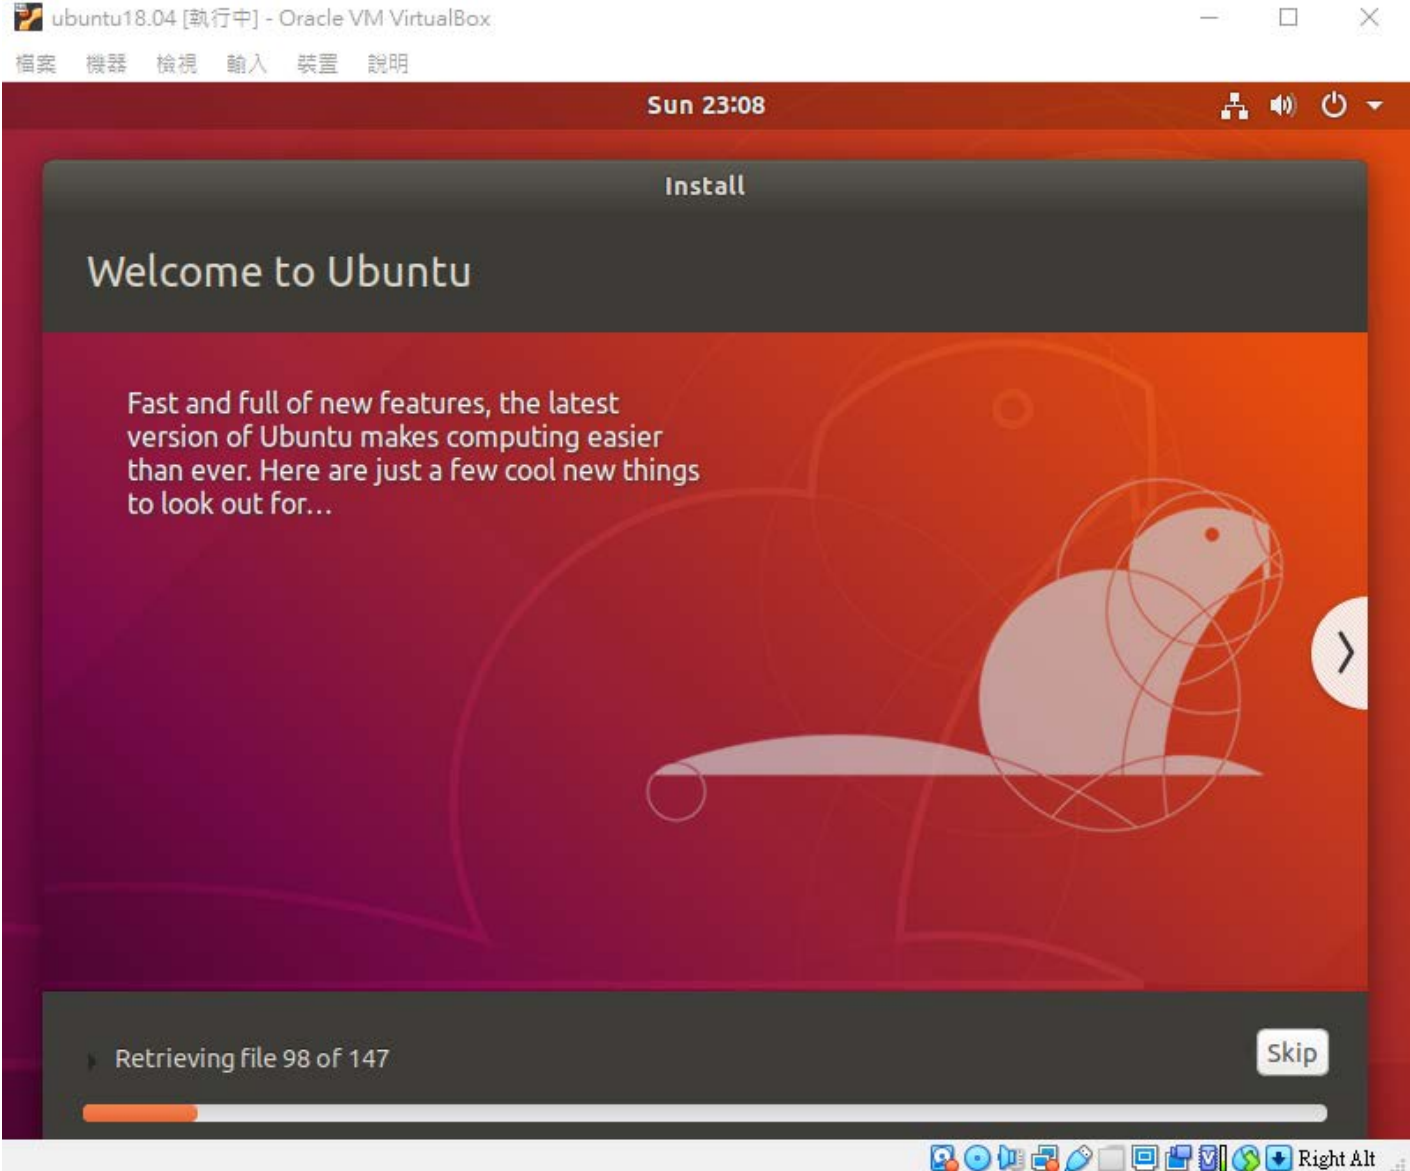 ubuntu18.04 [執行中] - Oracle VM VirtualBox
檔案 機器 檢視 輸入 裝置 說明
Sun 23:08
Install
Welcome to Ubuntu
Fast and full of new features, the latest
version of Ubuntu makes computing easier
than ever. Here are just a few cool new things
to look out for...
Retrieving file 98 of 147
Skip
Right Alt